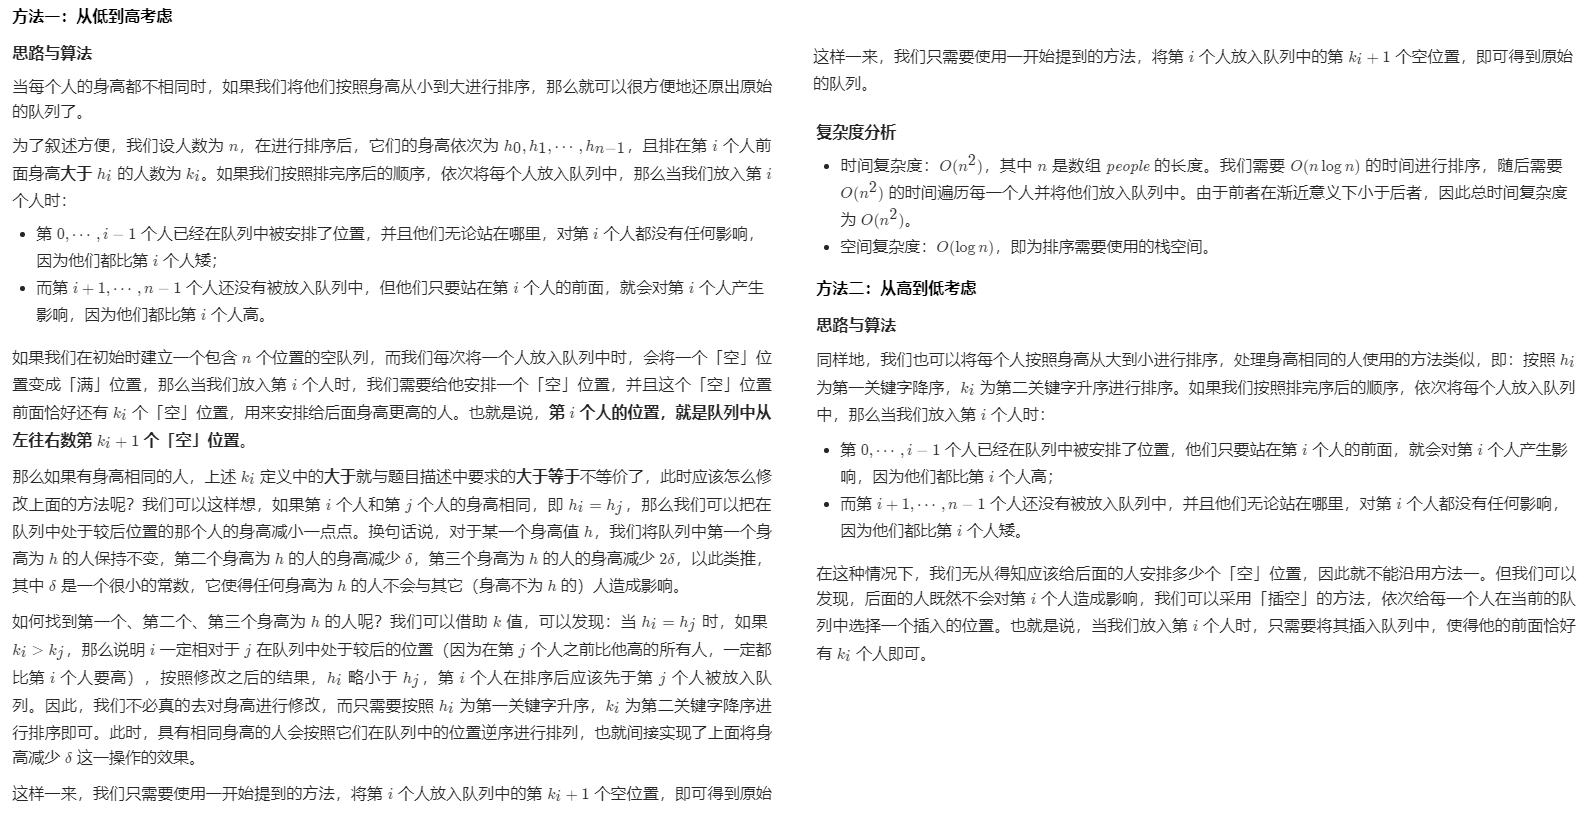 方法一：从低到高考虑
思路与算法
当每个人的身高都不相同时，如果我们将他们按照身高从小到大进行排序，那么就可以很方便地还原出原始
的队列了。
为了叙述方便，我们设人数为 n，在进行排序后，它们的身高依次为 h₀, h₁, ⋯ , hₙ₋₁，且排在第 i 个人前
面身高大于 hᵢ 的人数为 kᵢ。如果我们按照排完序后的顺序，依次将每个人放入队列中，那么当我们放入第 i
个人时：
• 第 0, ⋯ , i − 1 个人已经在队列中被安排了位置，并且他们无论站在哪里，对第 i 个人都没有任何影响，
因为他们都比第 i 个人矮；
• 而第 i + 1, ⋯ , n − 1 个人还没有被放入队列中，但他们只要站在第 i 个人的前面，就会对第 i 个人产生
影响，因为他们都比第 i 个人高。
如果我们在初始时建立一个包含 n 个位置的空队列，而我们每次将一个人放入队列中时，会将一个「空」位
置变成「满」位置，那么当我们放入第 i 个人时，我们需要给他安排一个「空」位置，并且这个「空」位置
前面恰好还有 kᵢ 个「空」位置，用来安排给后面身高更高的人。也就是说，第 i 个人的位置，就是队列中从
左往右数第 kᵢ + 1 个「空」位置。
那么如果有身高相同的人，上述 kᵢ 定义中的大于就与题目描述中要求的大于等于不等价了，此时应该怎么修
改上面的方法呢？我们可以这样想，如果第 i 个人和第 j 个人的身高相同，即 hᵢ = hⱼ，那么我们可以把在
队列中处于较后位置的那个人的身高减小一点点。换句话说，对于某一个身高值 h，我们将队列中第一个身
高为 h 的人保持不变，第二个身高为 h 的人的身高减少 δ，第三个身高为 h 的人的身高减少 2δ，以此类推，
其中 δ 是一个很小的常数，它使得任何身高为 h 的人不会与其它（身高不为 h 的）人造成影响。
如何找到第一个、第二个、第三个身高为 h 的人呢？我们可以借助 k 值，可以发现：当 hᵢ = hⱼ 时，如果
kᵢ > kⱼ，那么说明 i 一定相对于 j 在队列中处于较后的位置（因为在第 j 个人之前比他高的所有人，一定都
比第 i 个人要高），按照修改之后的结果，hᵢ 略小于 hⱼ，第 i 个人在排序后应该先于第 j 个人被放入队
列。因此，我们不必真的去对身高进行修改，而只需要按照 hᵢ 为第一关键字升序，kᵢ 为第二关键字降序进
行排序即可。此时，具有相同身高的人会按照它们在队列中的位置逆序进行排列，也就间接实现了上面将身
高减少 δ 这一操作的效果。
这样一来，我们只需要使用一开始提到的方法，将第 i 个人放入队列中的第 kᵢ + 1 个空位置，即可得到原始
这样一来，我们只需要使用一开始提到的方法，将第 i 个人放入队列中的第 kᵢ + 1 个空位置，即可得到原始
的队列。
复杂度分析
• 时间复杂度：O(n²)，其中 n 是数组 people 的长度。我们需要 O(n log n) 的时间进行排序，随后需要
O(n²) 的时间遍历每一个人并将他们放入队列中。由于前者在渐近意义下小于后者，因此总时间复杂度
为 O(n²)。
• 空间复杂度：O(log n)，即为排序需要使用的栈空间。
方法二：从高到低考虑
思路与算法
同样地，我们也可以将每个人按照身高从大到小进行排序，处理身高相同的人使用的方法类似，即：按照 hᵢ
为第一关键字降序，kᵢ 为第二关键字升序进行排序。如果我们按照排完序后的顺序，依次将每个人放入队列
中，那么当我们放入第 i 个人时：
• 第 0, ⋯ , i − 1 个人已经在队列中被安排了位置，他们只要站在第 i 个人的前面，就会对第 i 个人产生影
响，因为他们都比第 i 个人高；
• 而第 i + 1, ⋯ , n − 1 个人还没有被放入队列中，并且他们无论站在哪里，对第 i 个人都没有任何影响，
因为他们都比第 i 个人矮。
在这种情况下，我们无从得知应该给后面的人安排多少个「空」位置，因此就不能沿用方法一。但我们可以
发现，后面的人既然不会对第 i 个人造成影响，我们可以采用「插空」的方法，依次给每一个人在当前的队
列中选择一个插入的位置。也就是说，当我们放入第 i 个人时，只需要将其插入队列中，使得他的前面恰好
有 kᵢ 个人即可。